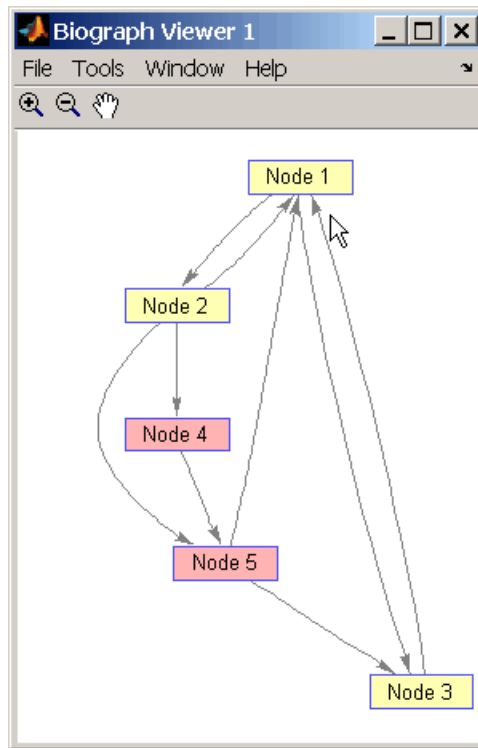 Biograph Viewer 1
File Tools Window Help
Node 1
Node 2
Node 4
Node 5
Node 3